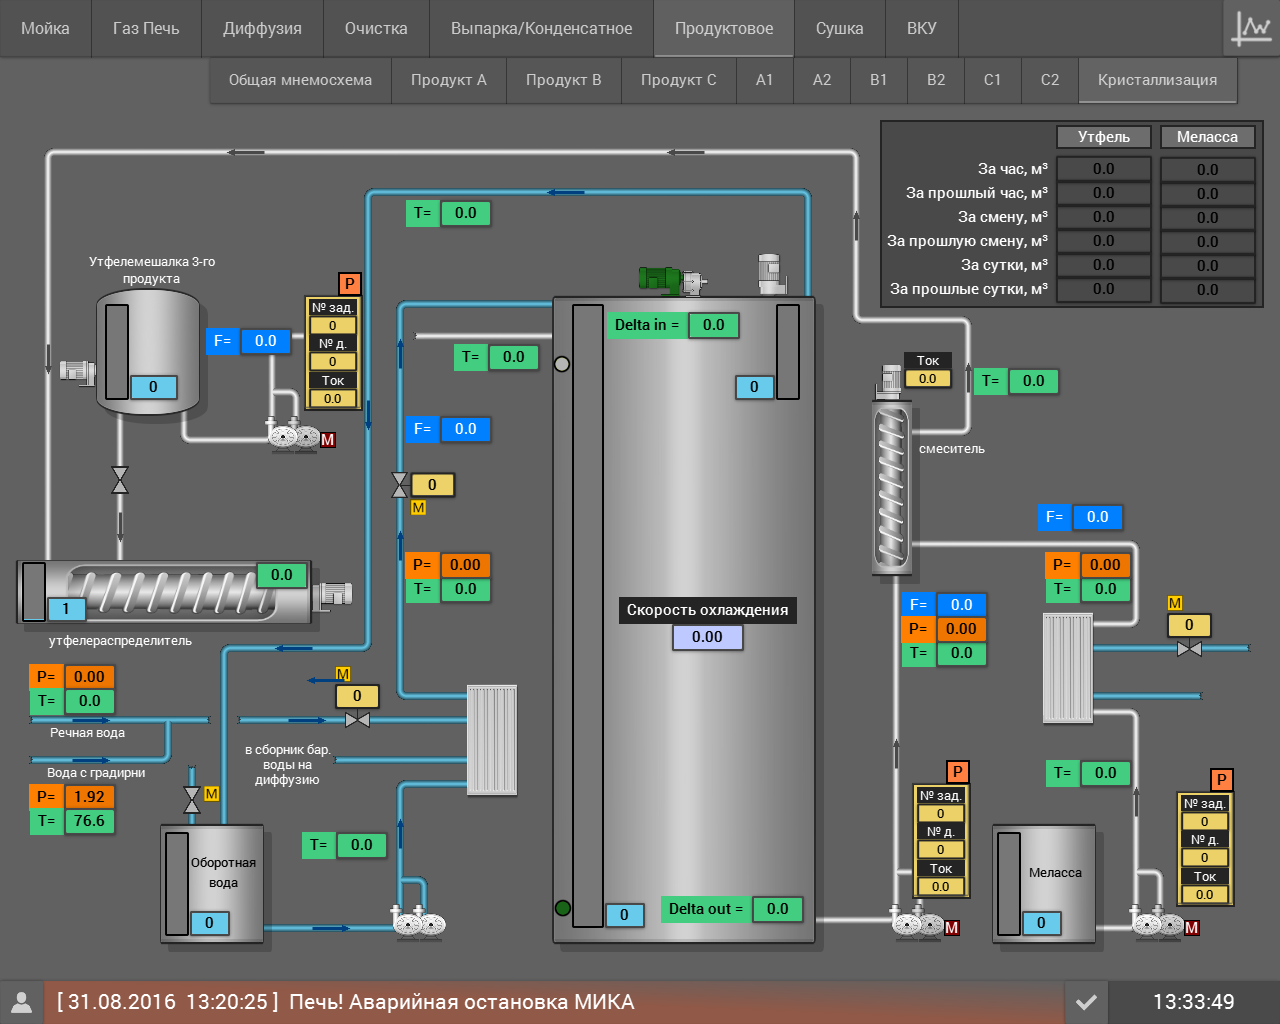 Мойка Газ Печь Диффузия Очистка Выпарка/Конденсатное Продуктовое Сушка ВКУ
Общая мнемосхема Продукт А Продукт В Продукт С А1 А2 В1 В2 С1 С2 Кристаллизация
Утфель Меласса
За час, м³ 0.0 0.0
За прошлый час, м³ 0.0 0.0
За смену, м³ 0.0 0.0
За прошлую смену, м³ 0.0 0.0
За сутки, м³ 0.0 0.0
За прошлые сутки, м³ 0.0 0.0
T= 0.0
Утфелемешалка 3-го
продукта
0
F= 0.0
P
№ зад.
0
№ д.
0
Ток
0.0
M
Delta in = 0.0
T= 0.0
0
F= 0.0
0
M
P= 0.00
T= 0.0
Ток
0.0
T= 0.0
смеситель
F= 0.0
P= 0.00
T= 0.0
0.0
1
утфелераспределитель
Скорость охлаждения
0.00
F= 0.0
P= 0.00
T= 0.0
M
0
P= 0.00
T= 0.0
Речная вода
Вода с градирни
P= 1.92
T= 76.6
M
0
в сборник бар.
воды на
диффузию
M
Оборотная
вода
0
T= 0.0
0
Delta out = 0.0
P
№ зад.
0
№ д.
0
Ток
0.0
M
T= 0.0
Меласса
0
P
№ зад.
0
№ д.
0
Ток
0.0
M
[ 31.08.2016 13:20:25 ] Печь! Аварийная остановка МИКА
13:33:49